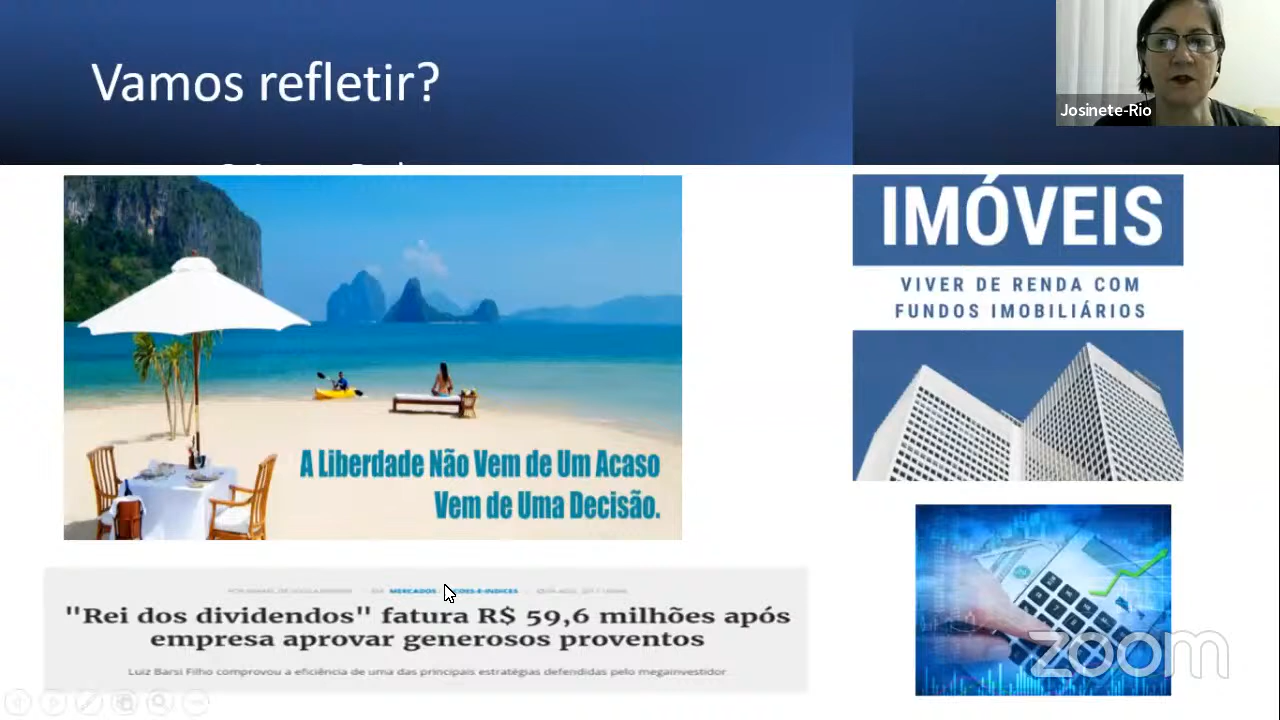 Vamos refletir?
Josinete-Rio
A Liberdade Não Vem de Um Acaso
Vem de Uma Decisão.
IMÓVEIS
VIVER DE RENDA COM
FUNDOS IMOBILIÁRIOS
"Rei dos dividendos" fatura R$ 59,6 milhões após
empresa aprovar generosos proventos
Luiz Barsi Filho comprovou a eficiência de uma das principais estratégias defendidas pelo megainvestidor
zoom